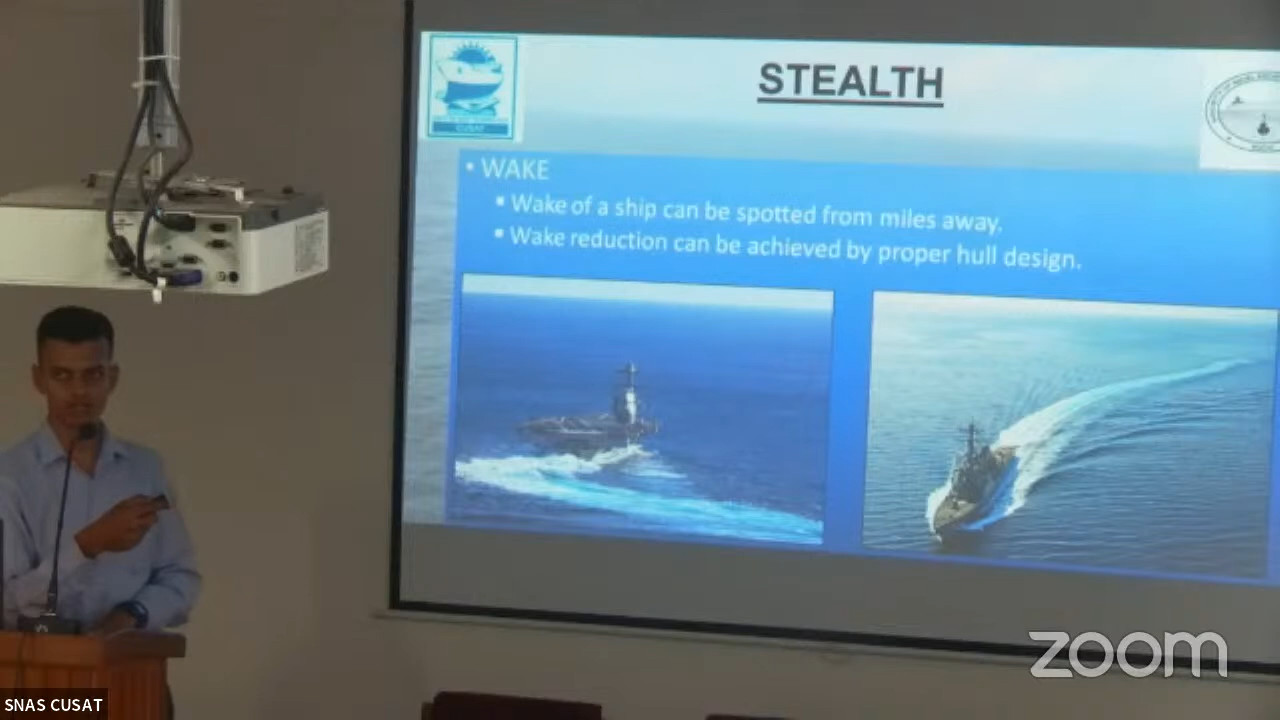 STEALTH
CUSAT
• WAKE
▪ Wake of a ship can be spotted from miles away.
▪ Wake reduction can be achieved by proper hull design.
zoom
SNAS CUSAT